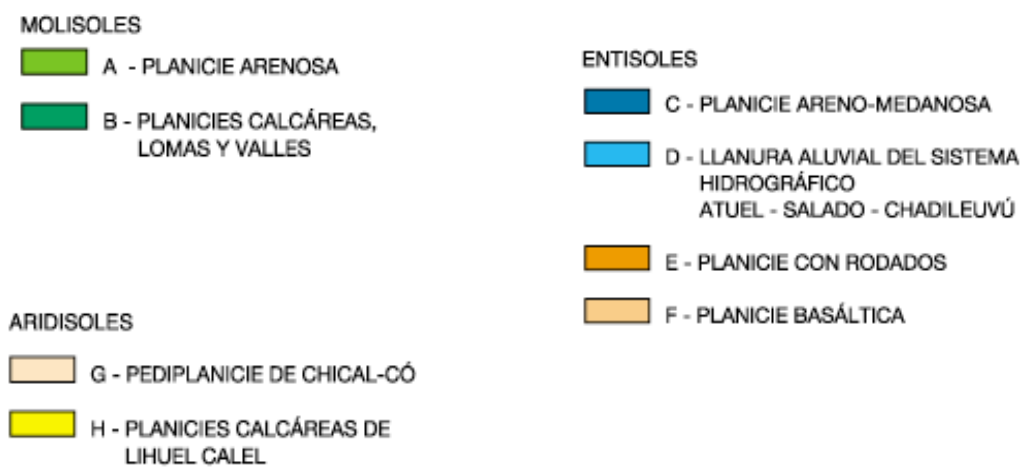 MOLISOLES
A - PLANICIE ARENOSA
B - PLANICIES CALCÁREAS,
LOMAS Y VALLES
ENTISOLES
C - PLANICIE ARENO-MEDANOSA
D - LLANURA ALUVIAL DEL SISTEMA
HIDROGRÁFICO
ATUEL - SALADO - CHADILEUVÚ
E - PLANICIE CON RODADOS
F - PLANICIE BASÁLTICA
ARIDISOLES
G - PEDIPLANICIE DE CHICAL-CÓ
H - PLANICIES CALCÁREAS DE
LIHUEL CALEL